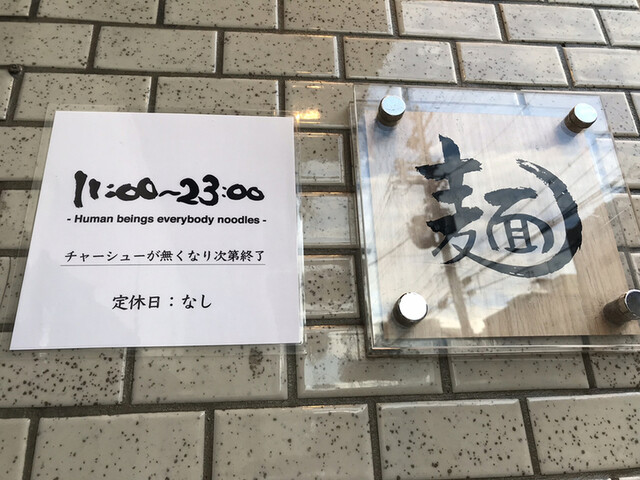 11:00~23:00
- Human beings everybody noodles -
チャーシューが無くなり次第終了
定休日：なし
麺